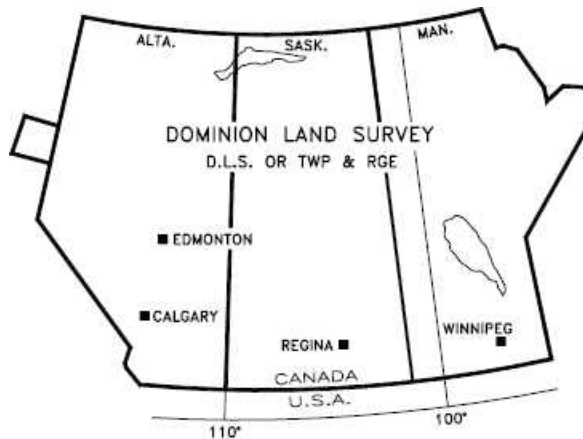 ALTA.
SASK.
MAN.
DOMINION LAND SURVEY
D.L.S. OR TWP & RGE
EDMONTON
CALGARY
REGINA
WINNIPEG
CANADA
U.S.A.
110°
100°